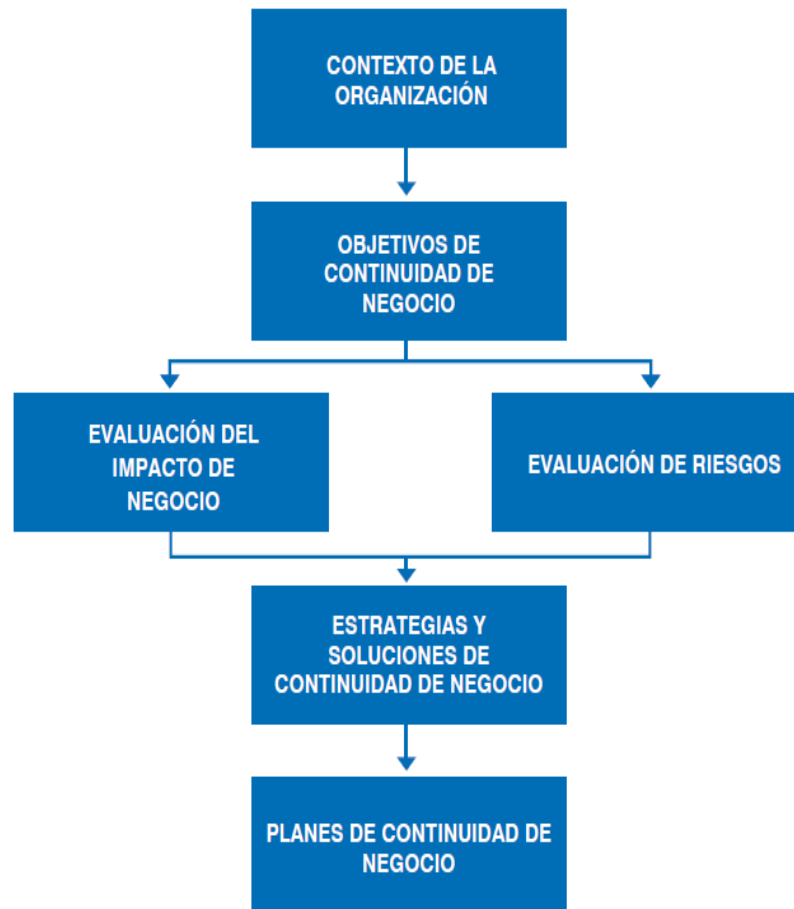 CONTEXTO DE LA
ORGANIZACIÓN
OBJETIVOS DE
CONTINUIDAD DE
NEGOCIO
EVALUACIÓN DEL
IMPACTO DE
NEGOCIO
EVALUACIÓN DE RIESGOS
ESTRATEGIAS Y
SOLUCIONES DE
CONTINUIDAD DE NEGOCIO
PLANES DE CONTINUIDAD DE
NEGOCIO